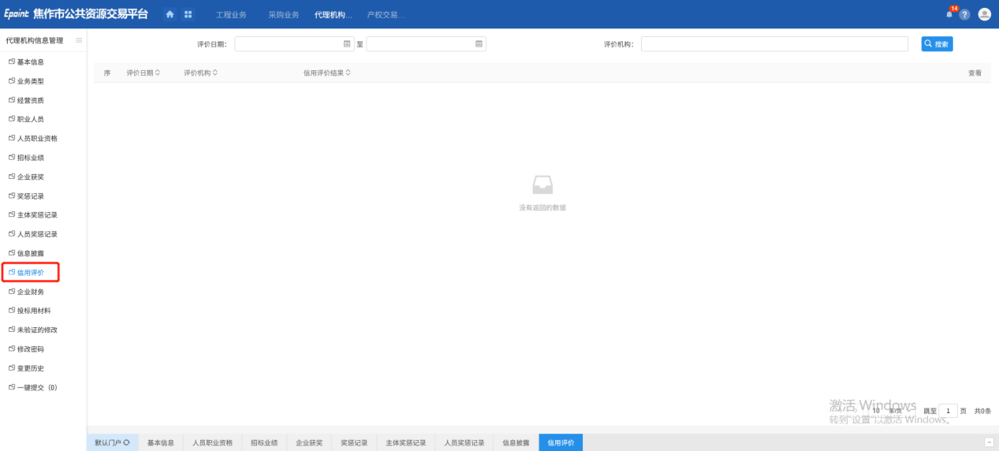 Epoint 焦作市公共资源交易平台
工程业务 采购业务 代理机构... 产权交易...
14
?
代理机构信息管理
基本信息
业务类型
经营资质
职业人员
人员职业资格
招标业绩
企业获奖
奖惩记录
主体奖惩记录
人员奖惩记录
信息披露
信用评价
企业财务
投标用材料
未验证的修改
修改密码
变更历史
一键提交（0）
评价日期： 至 评价机构： 搜索
序 评价日期 评价机构 信用评价结果 查看
没有返回的数据
激活 Windows
转到"设置"以激活 Windows。
10 条/页 跳至 1 页 共0条
默认门户 基本信息 人员职业资格 招标业绩 企业获奖 奖惩记录 主体奖惩记录 人员奖惩记录 信息披露 信用评价